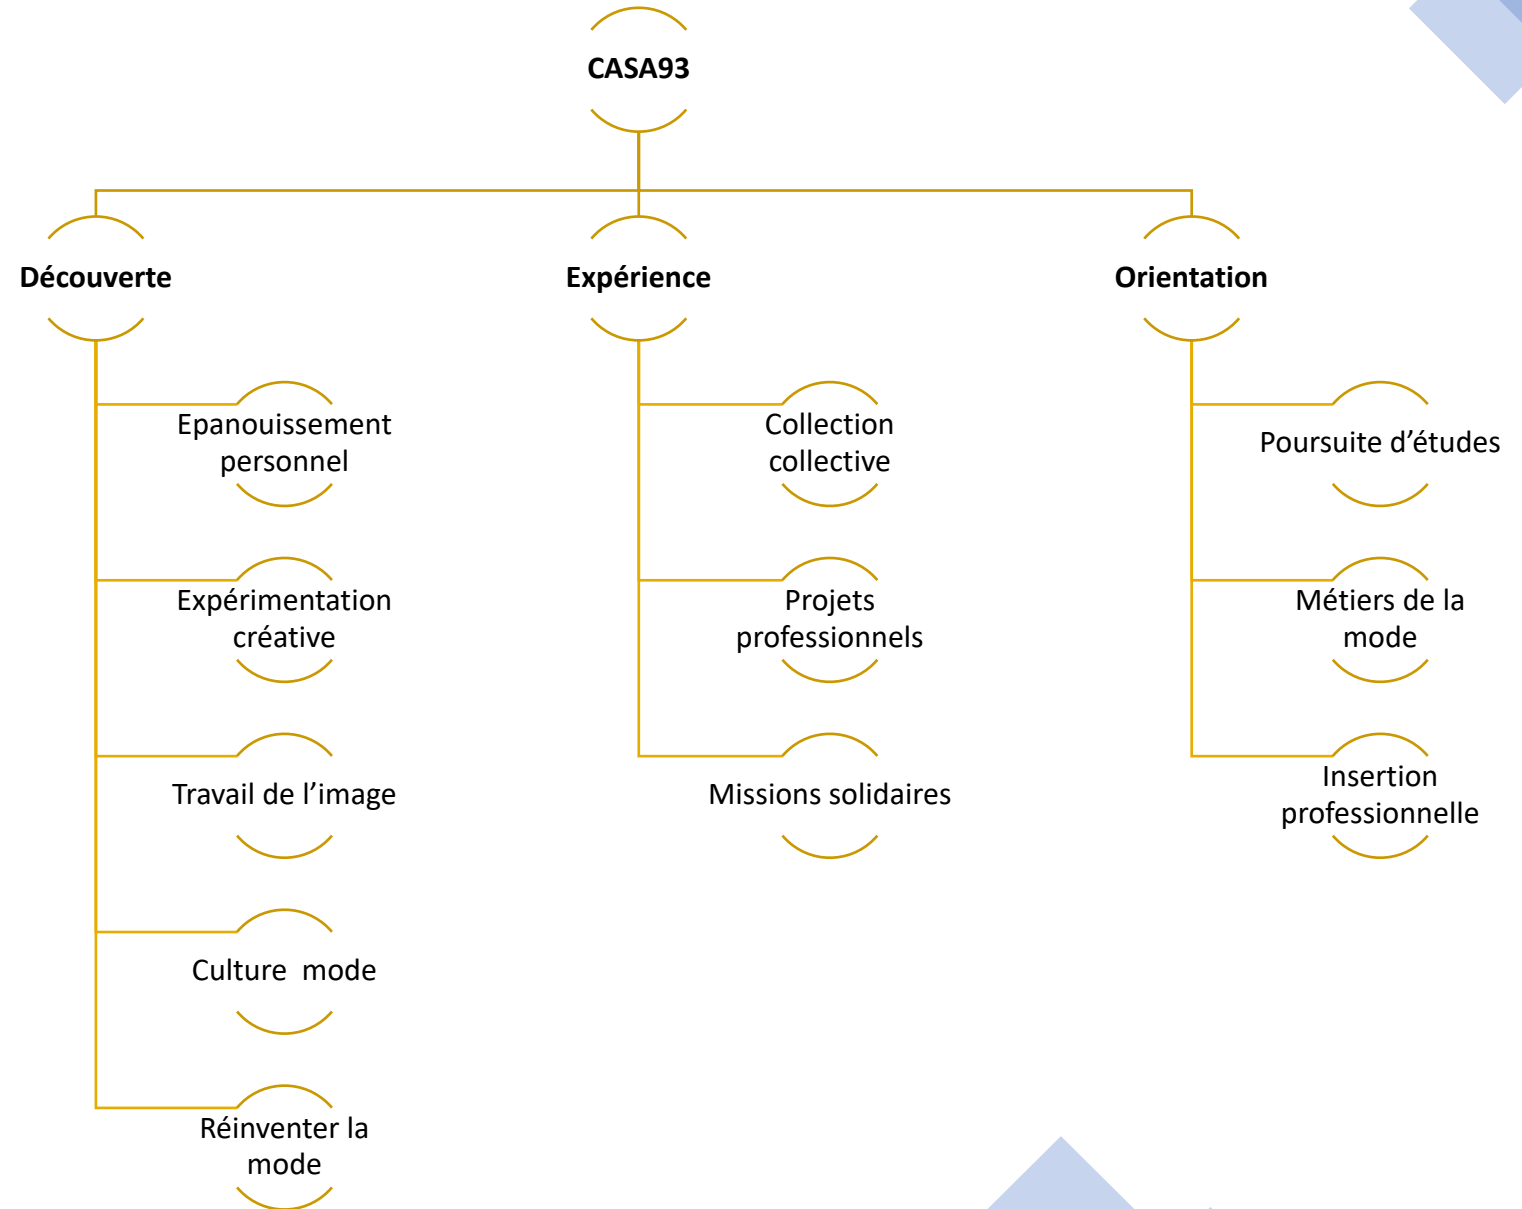 CASA93
Découverte
Expérience
Orientation
Epanouissement
personnel
Expérimentation
créative
Travail de l’image
Culture  mode
Réinventer la
mode
Collection
collective
Projets
professionnels
Missions solidaires
Poursuite d’études
Métiers de la
mode
Insertion
professionnelle